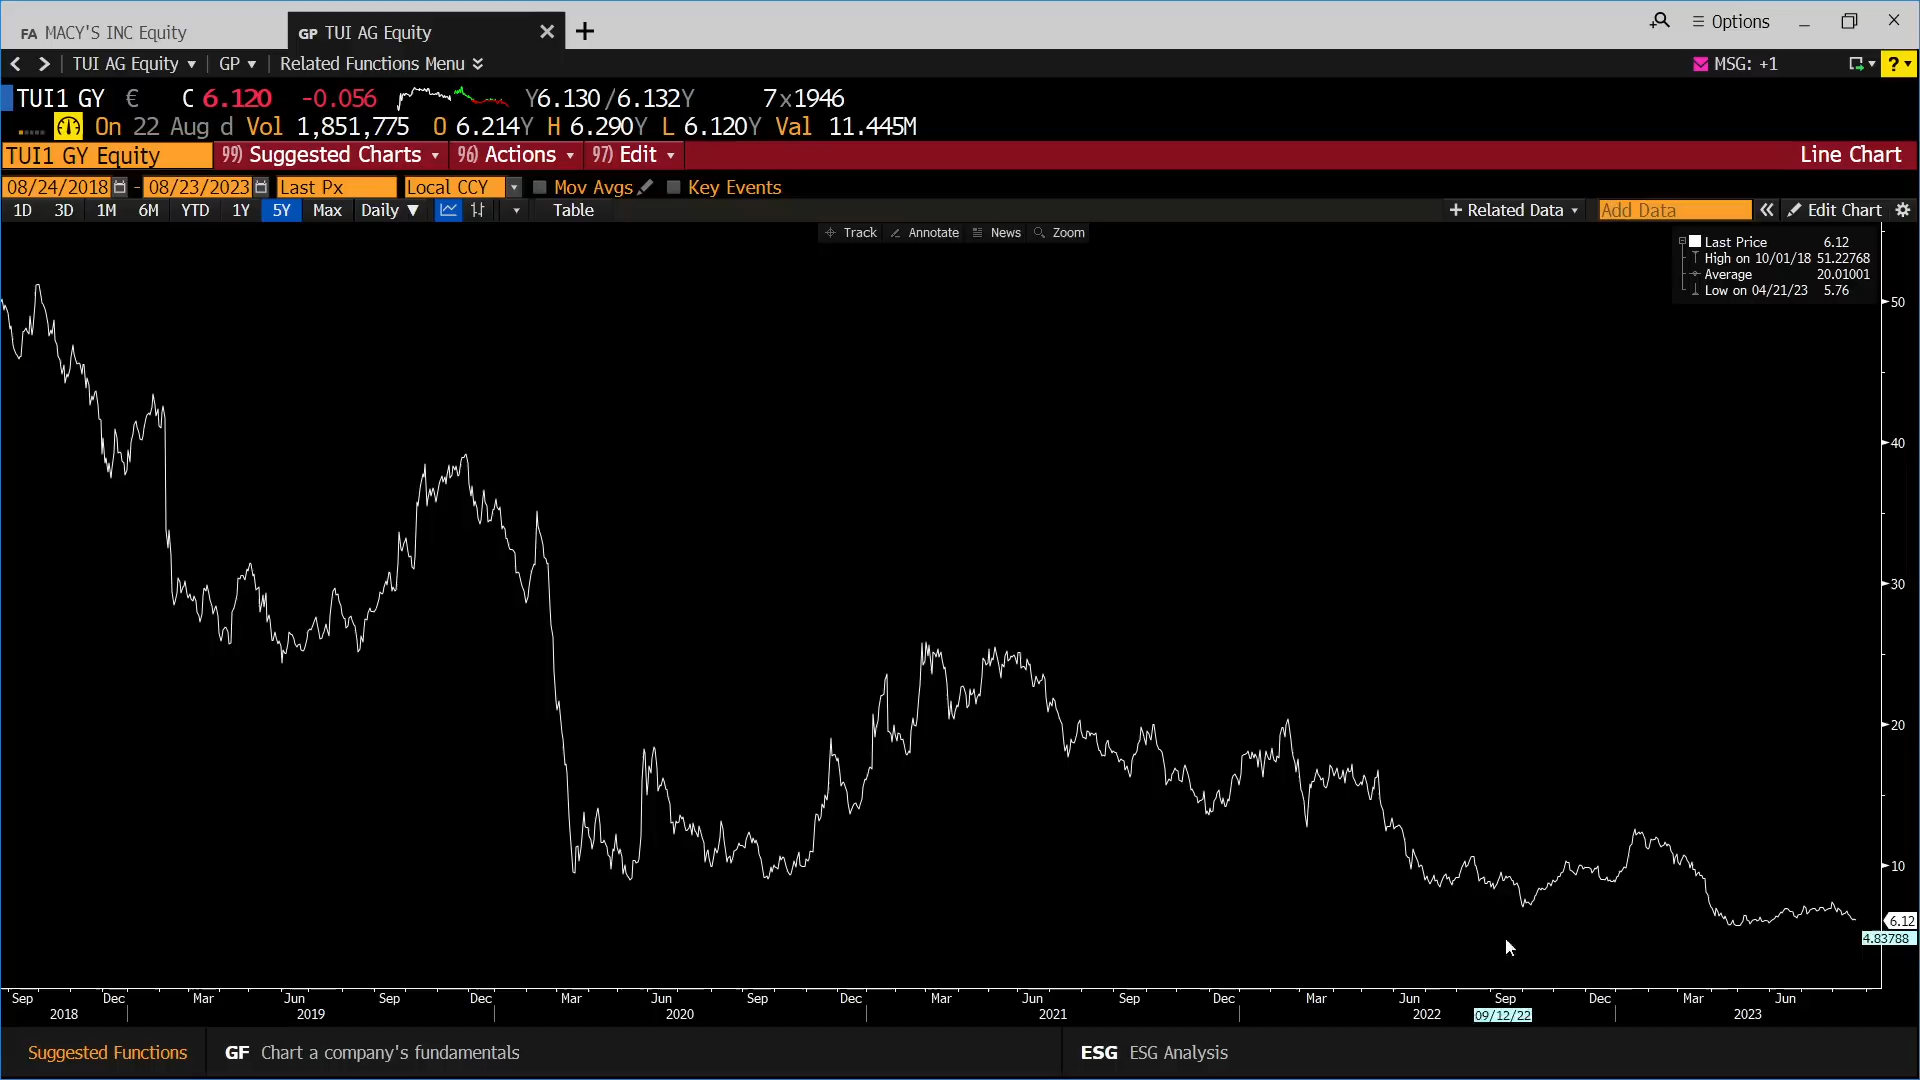 FA MACY'S INC Equity
GP TUI AG Equity
Options
TUI AG Equity GP Related Functions Menu MSG: +1
TUI1 GY € C 6.120 -0.056 Y6.130/6.132Y 7x1946
On 22 Aug d Vol 1,851,775 O 6.214Y H 6.290Y L 6.120Y Val 11.445M
TUI1 GY Equity 99) Suggested Charts 96) Actions 97) Edit Line Chart
08/24/2018 - 08/23/2023 Last Px Local CCY Mov Avgs Key Events
1D 3D 1M 6M YTD 1Y 5Y Max Daily Table + Related Data Add Data Edit Chart
Track Annotate News Zoom
Last Price 6.12
High on 10/01/18 51.22768
Average 20.01001
Low on 04/21/23 5.76
50
40
30
20
10
6.12
4.83788
Sep Dec Mar Jun Sep Dec Mar Jun Sep Dec Mar Jun Sep Dec Mar Jun Sep Dec Mar Jun
2018 2019 2020 2021 2022 09/12/22 2023
Suggested Functions GF Chart a company's fundamentals ESG ESG Analysis